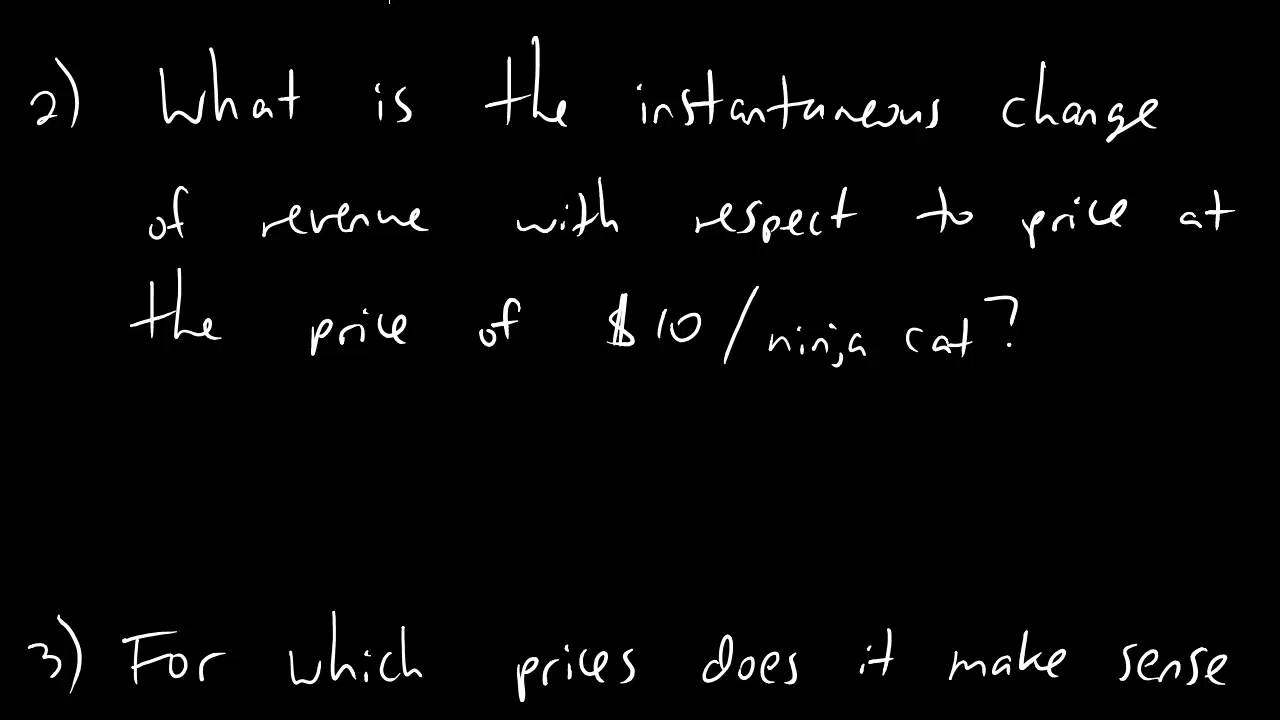 2) What is the instantaneous change
of revenue with respect to price at
the price of $10/ninja cat?
3) For which prices does it make sense